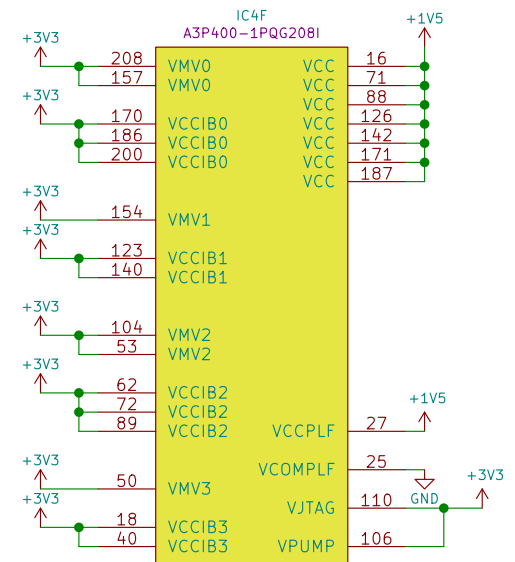 IC4F
A3P400-1PQG208I
+1V5
+3V3
208 VMV0 VCC 16
157 VMV0 VCC 71
+3V3
VCC 88
170 VCCIB0 VCC 126
186 VCCIB0 VCC 142
200 VCCIB0 VCC 171
VCC 187
+3V3
154 VMV1
+3V3
123 VCCIB1
140 VCCIB1
+3V3
104 VMV2
53 VMV2
+3V3
62 VCCIB2
+1V5
72 VCCIB2
89 VCCIB2 VCCPLF 27
+3V3
VCOMPLF 25
+3V3
50 VMV3
GND
+3V3
VJTAG 110
18 VCCIB3
40 VCCIB3 VPUMP 106